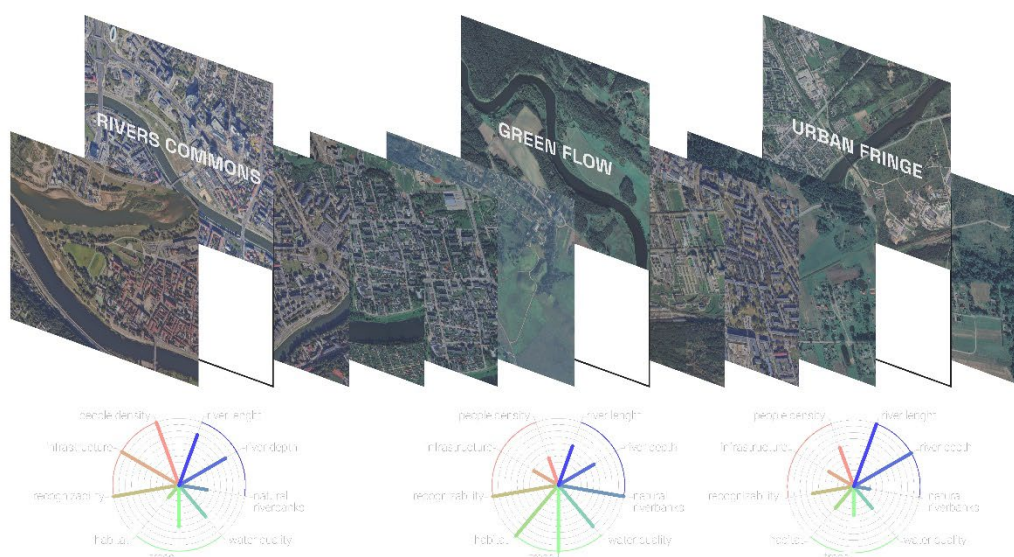 RIVERS COMMONS
GREEN FLOW
URBAN FRINGE
people density
river lenght
infrastructure
river depth
recognizability
natural
riverbanks
habitat
water quality
people density
river lenght
infrastructure
river depth
recognizability
natural
riverbanks
habitat
water quality
people density
river lenght
infrastructure
river depth
recognizability
natural
riverbanks
habitat
water quality